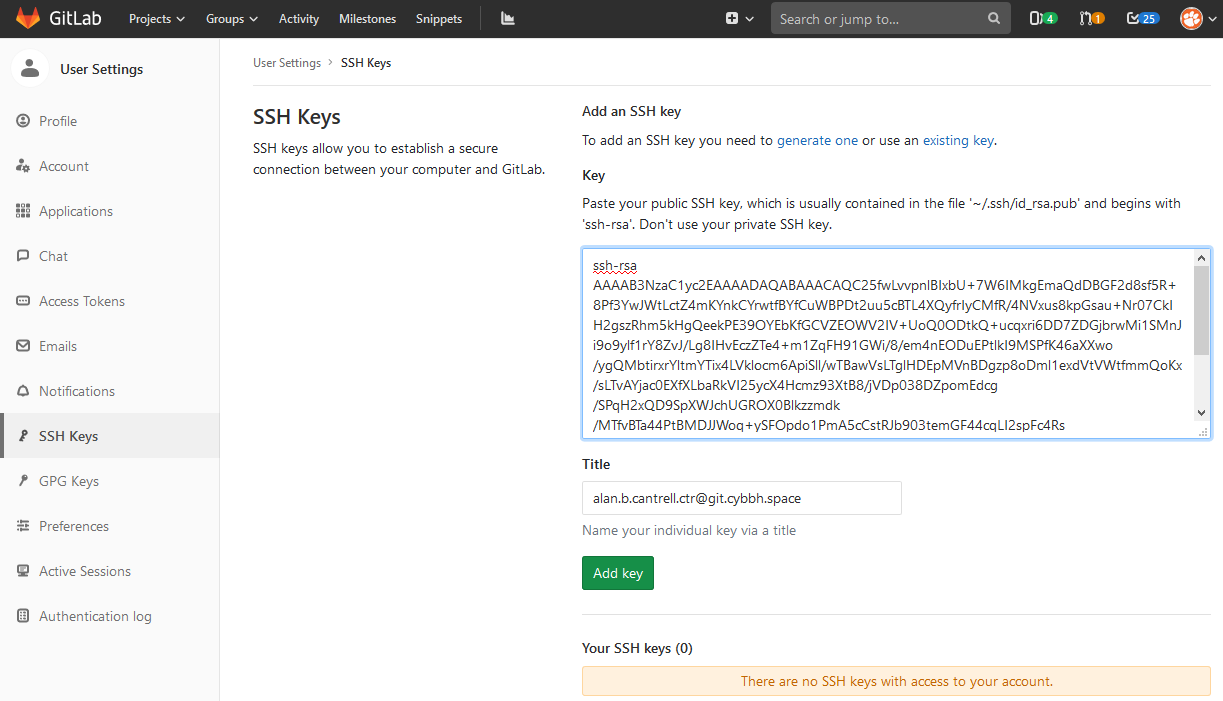 GitLab Projects Groups Activity Milestones Snippets Search or jump to... 4 1 25
User Settings
Profile
Account
Applications
Chat
Access Tokens
Emails
Notifications
SSH Keys
GPG Keys
Preferences
Active Sessions
Authentication log
User Settings > SSH Keys
SSH Keys
SSH keys allow you to establish a secure
connection between your computer and GitLab.
Add an SSH key
To add an SSH key you need to generate one or use an existing key.
Key
Paste your public SSH key, which is usually contained in the file '~/.ssh/id_rsa.pub' and begins with
'ssh-rsa'. Don't use your private SSH key.
ssh-rsa
AAAAB3NzaC1yc2EAAAADAQABAAACAQC25fwLvvpnlBIxbU+7W6IMkgEmaQdDBGF2d8sf5R+
8Pf3YwJWtLctZ4mKYnkCYrwtfBYfCuWBPDt2uu5cBTL4XQyfrIyCMfR/4NVxus8kpGsau+Nr07CkI
H2gszRhm5kHgQeekPE39OYEbKfGCVZEOWV2IV+UoQ0ODtkQ+ucqxri6DD7ZDGjbrwMi1SMnJ
i9o9ylf1rY8ZvJ/Lg8IHvEczZTe4+m1ZqFH91GWi/8/em4nEODuEPtlkI9MSPfK46aXXwo
/ygQMbtirxrYltmYTix4LVklocm6ApiSlI/wTBawVsLTglHDEpMVnBDgzp8oDml1exdVtVWtfmmQoKx
/sLTvAYjac0EXfXLbaRkVI25ycX4Hcmz93XtB8/jVDp038DZpomEdcg
/SPqH2xQD9SpXWJchUGROX0Blkzzmdk
/MTfvBTa44PtBMDJJWoq+ySFOpdo1PmA5cCstRJb903temGF44cqLI2spFc4Rs
Title
alan.b.cantrell.ctr@git.cybbh.space
Name your individual key via a title
Add key
Your SSH keys (0)
There are no SSH keys with access to your account.